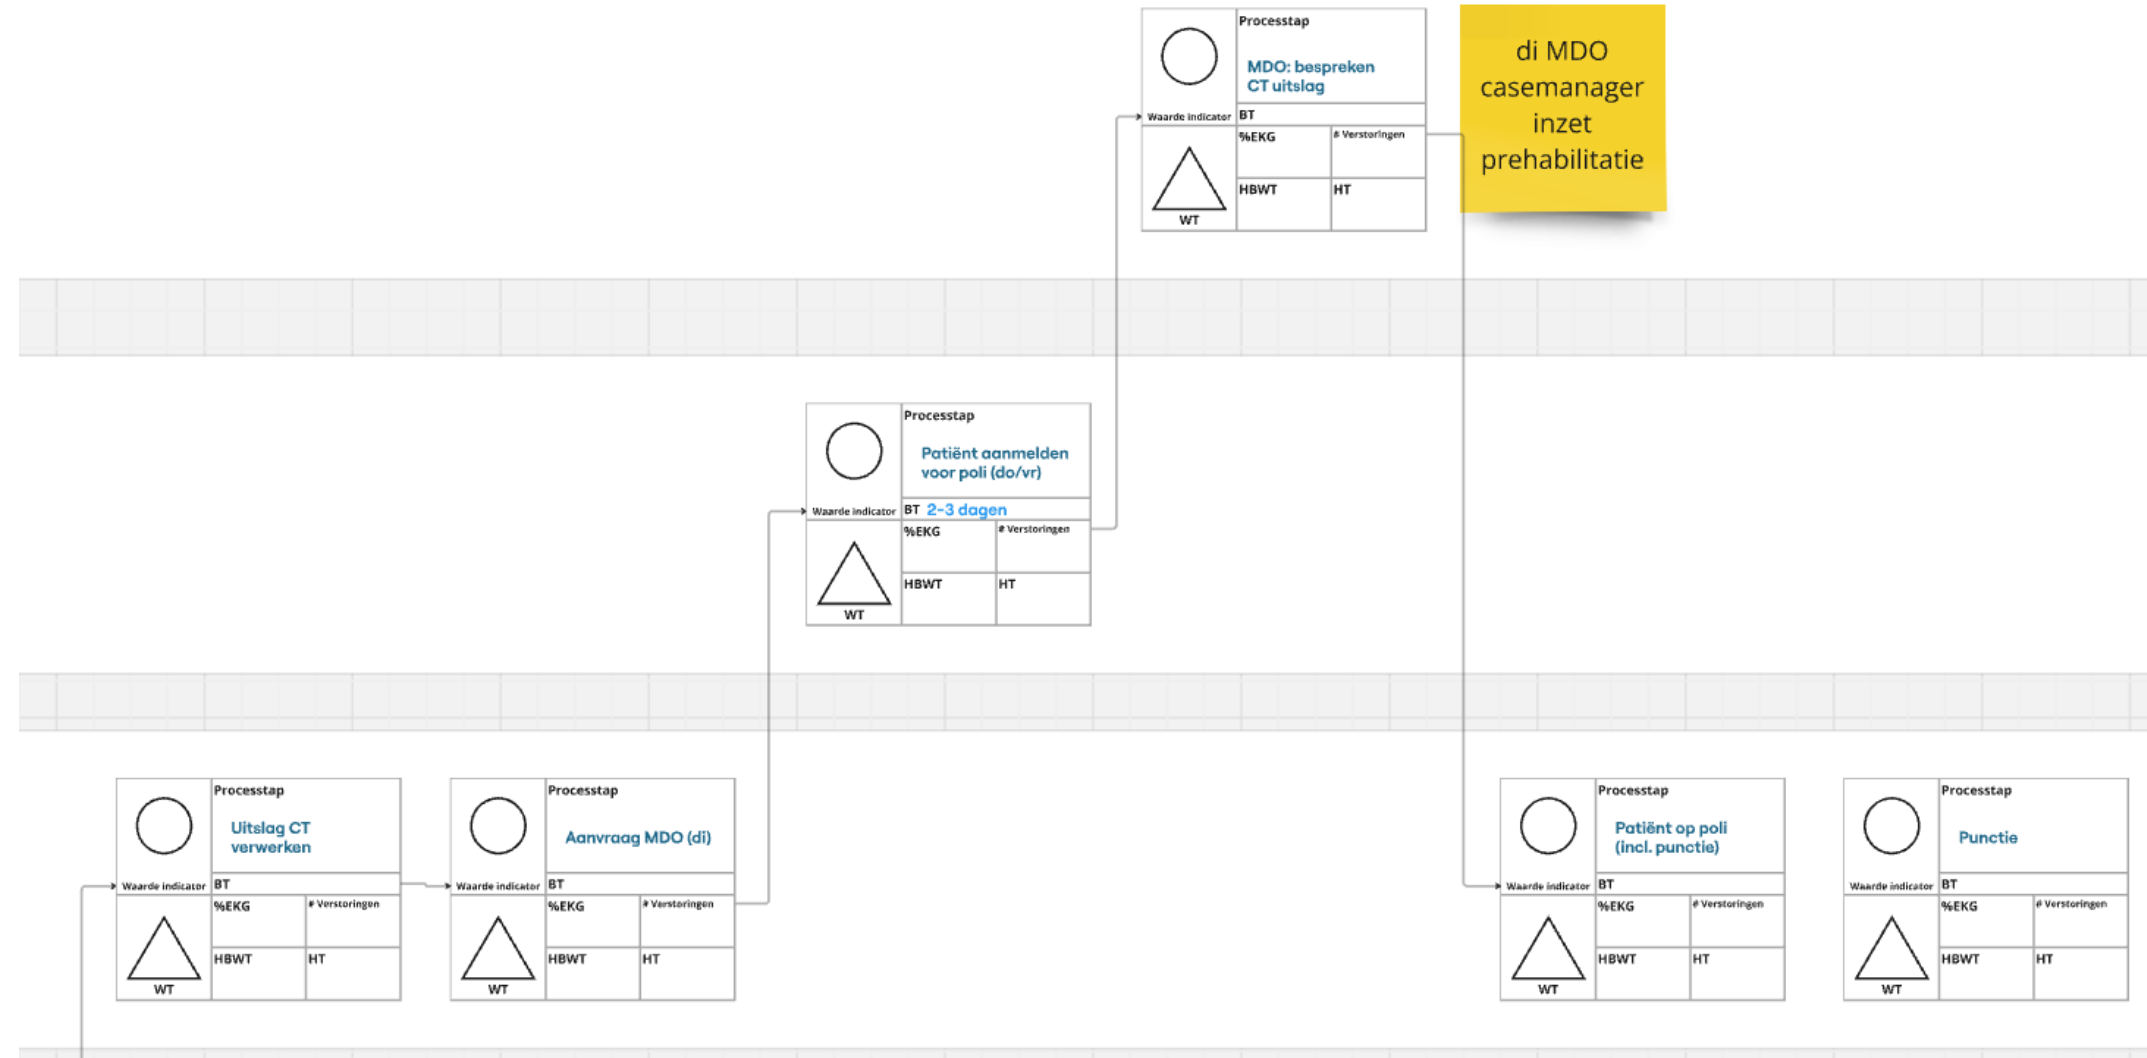 Processtap
MDO: bespreken
CT uitslag
Waarde indicator
BT
%EKG
# Verstoringen
HBWT
HT
WT
di MDO
casemanager
inzet
prehabilitatie
Processtap
Patiënt aanmelden
voor poli (do/vr)
Waarde indicator
BT 2-3 dagen
%EKG
# Verstoringen
HBWT
HT
WT
Processtap
Uitslag CT
verwerken
Waarde indicator
BT
%EKG
# Verstoringen
HBWT
HT
WT
Processtap
Aanvraag MDO (di)
Waarde indicator
BT
%EKG
# Verstoringen
HBWT
HT
WT
Processtap
Patiënt op poli
(incl. punctie)
Waarde indicator
BT
%EKG
# Verstoringen
HBWT
HT
WT
Processtap
Punctie
Waarde indicator
BT
%EKG
# Verstoringen
HBWT
HT
WT